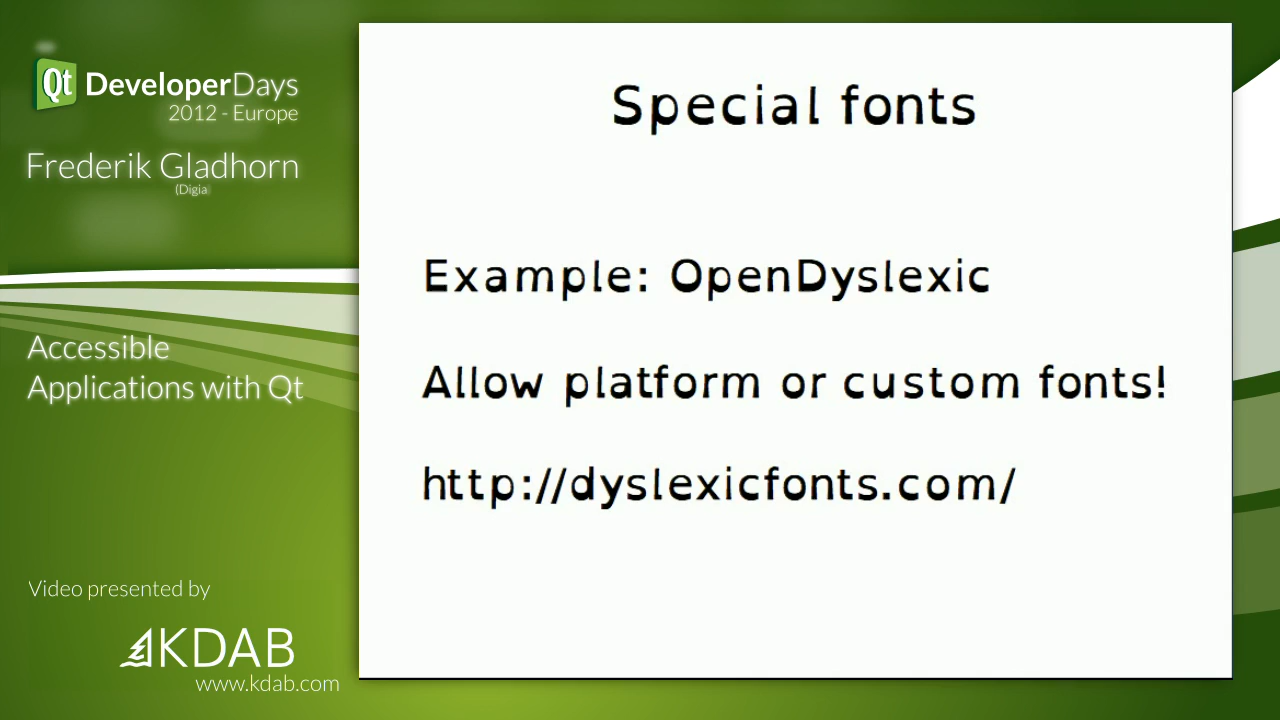 Qt DeveloperDays
2012 - Europe
Frederik Gladhorn
(Digia
Accessible
Applications with Qt
Video presented by
KDAB
www.kdab.com
Special fonts
Example: OpenDyslexic
Allow platform or custom fonts!
http://dyslexicfonts.com/